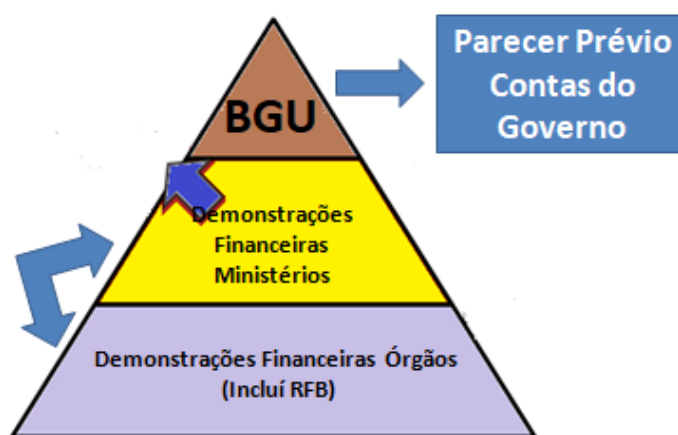 Parecer Prévio
Contas do
Governo
BGU
Demonstrações
Financeiras
Ministérios
Demonstrações Financeiras Órgãos
(Incluí RFB)